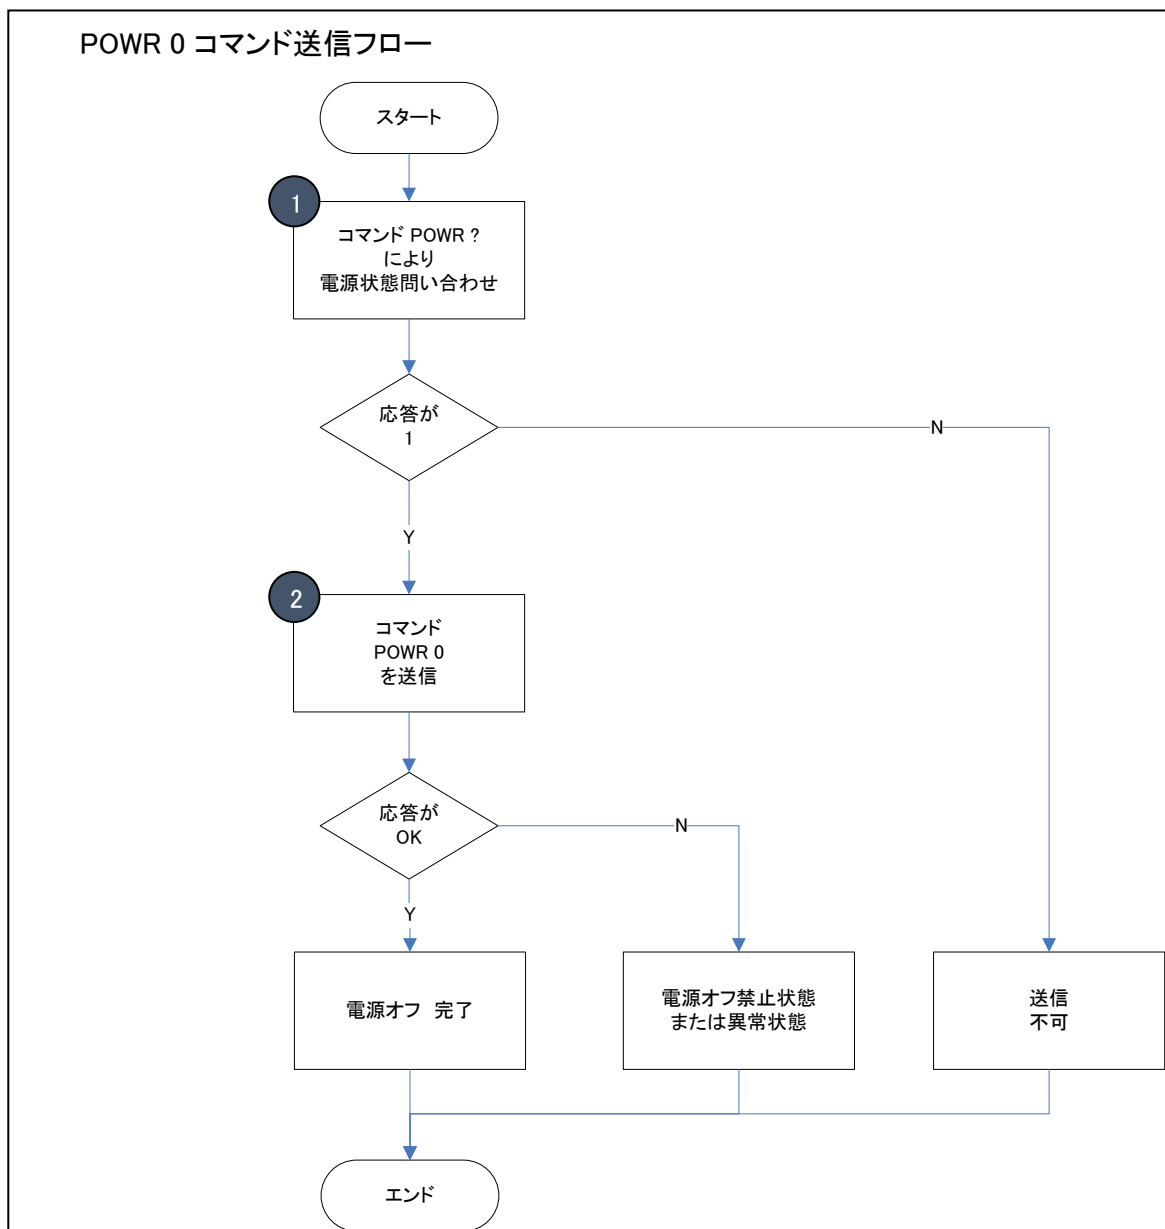 POWR 0 コマンド送信フロー
スタート
1
コマンド POWR ?
により
電源状態問い合わせ
応答が
1
N
Y
2
コマンド
POWR 0
を送信
応答が
OK
N
Y
電源オフ 完了
電源オフ禁止状態
または異常状態
送信
不可
エンド